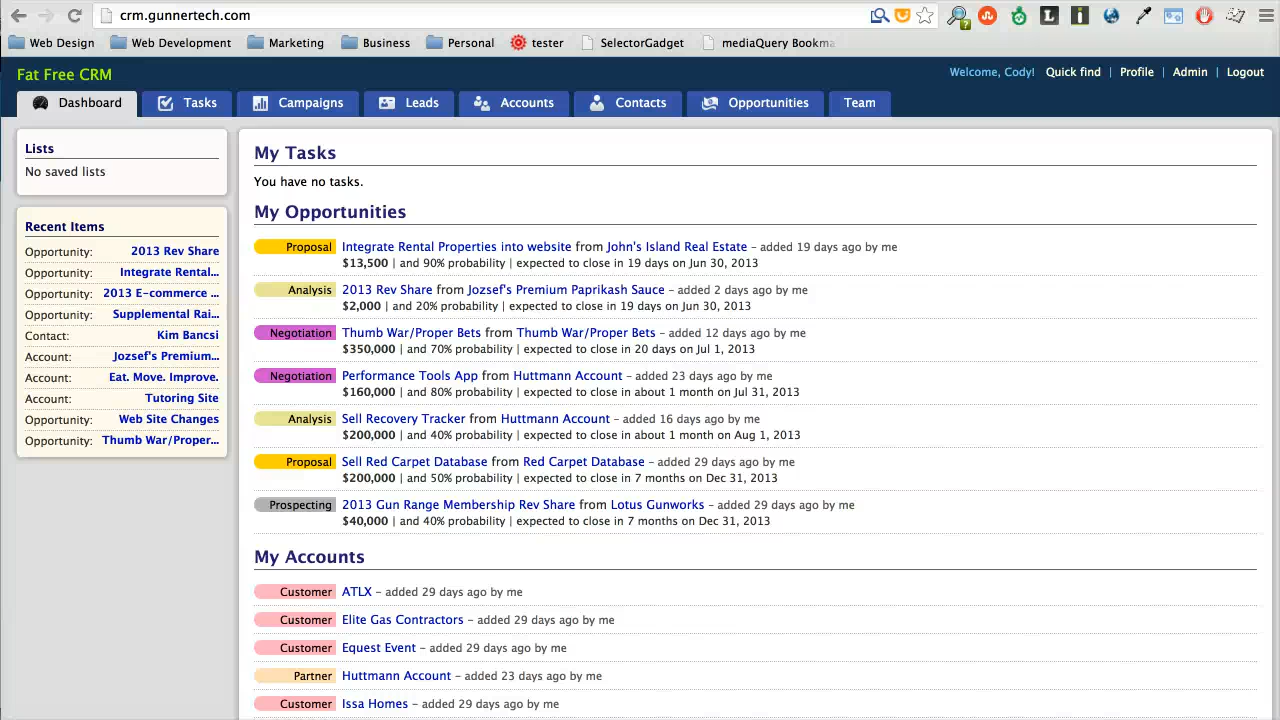 crm.gunnertech.com
Web Design Web Development Marketing Business Personal tester SelectorGadget mediaQuery Bookma
Fat Free CRM
Welcome, Cody! Quick find | Profile | Admin | Logout
Dashboard Tasks Campaigns Leads Accounts Contacts Opportunities Team
Lists
No saved lists
Recent Items
Opportunity: 2013 Rev Share
Opportunity: Integrate Rental...
Opportunity: 2013 E-commerce ...
Opportunity: Supplemental Rai...
Contact: Kim Bancsi
Account: Jozsef's Premium...
Account: Eat. Move. Improve.
Account: Tutoring Site
Opportunity: Web Site Changes
Opportunity: Thumb War/Proper...
My Tasks
You have no tasks.
My Opportunities
Proposal Integrate Rental Properties into website from John's Island Real Estate – added 19 days ago by me
$13,500 | and 90% probability | expected to close in 19 days on Jun 30, 2013
Analysis 2013 Rev Share from Jozsef's Premium Paprikash Sauce – added 2 days ago by me
$2,000 | and 20% probability | expected to close in 19 days on Jun 30, 2013
Negotiation Thumb War/Proper Bets from Thumb War/Proper Bets – added 12 days ago by me
$350,000 | and 70% probability | expected to close in 20 days on Jul 1, 2013
Negotiation Performance Tools App from Huttmann Account – added 23 days ago by me
$160,000 | and 80% probability | expected to close in about 1 month on Jul 31, 2013
Analysis Sell Recovery Tracker from Huttmann Account – added 16 days ago by me
$200,000 | and 40% probability | expected to close in about 1 month on Aug 1, 2013
Proposal Sell Red Carpet Database from Red Carpet Database – added 29 days ago by me
$200,000 | and 50% probability | expected to close in 7 months on Dec 31, 2013
Prospecting 2013 Gun Range Membership Rev Share from Lotus Gunworks – added 29 days ago by me
$40,000 | and 40% probability | expected to close in 7 months on Dec 31, 2013
My Accounts
Customer ATLX – added 29 days ago by me
Customer Elite Gas Contractors – added 29 days ago by me
Customer Equest Event – added 29 days ago by me
Partner Huttmann Account – added 23 days ago by me
Customer Issa Homes – added 29 days ago by me